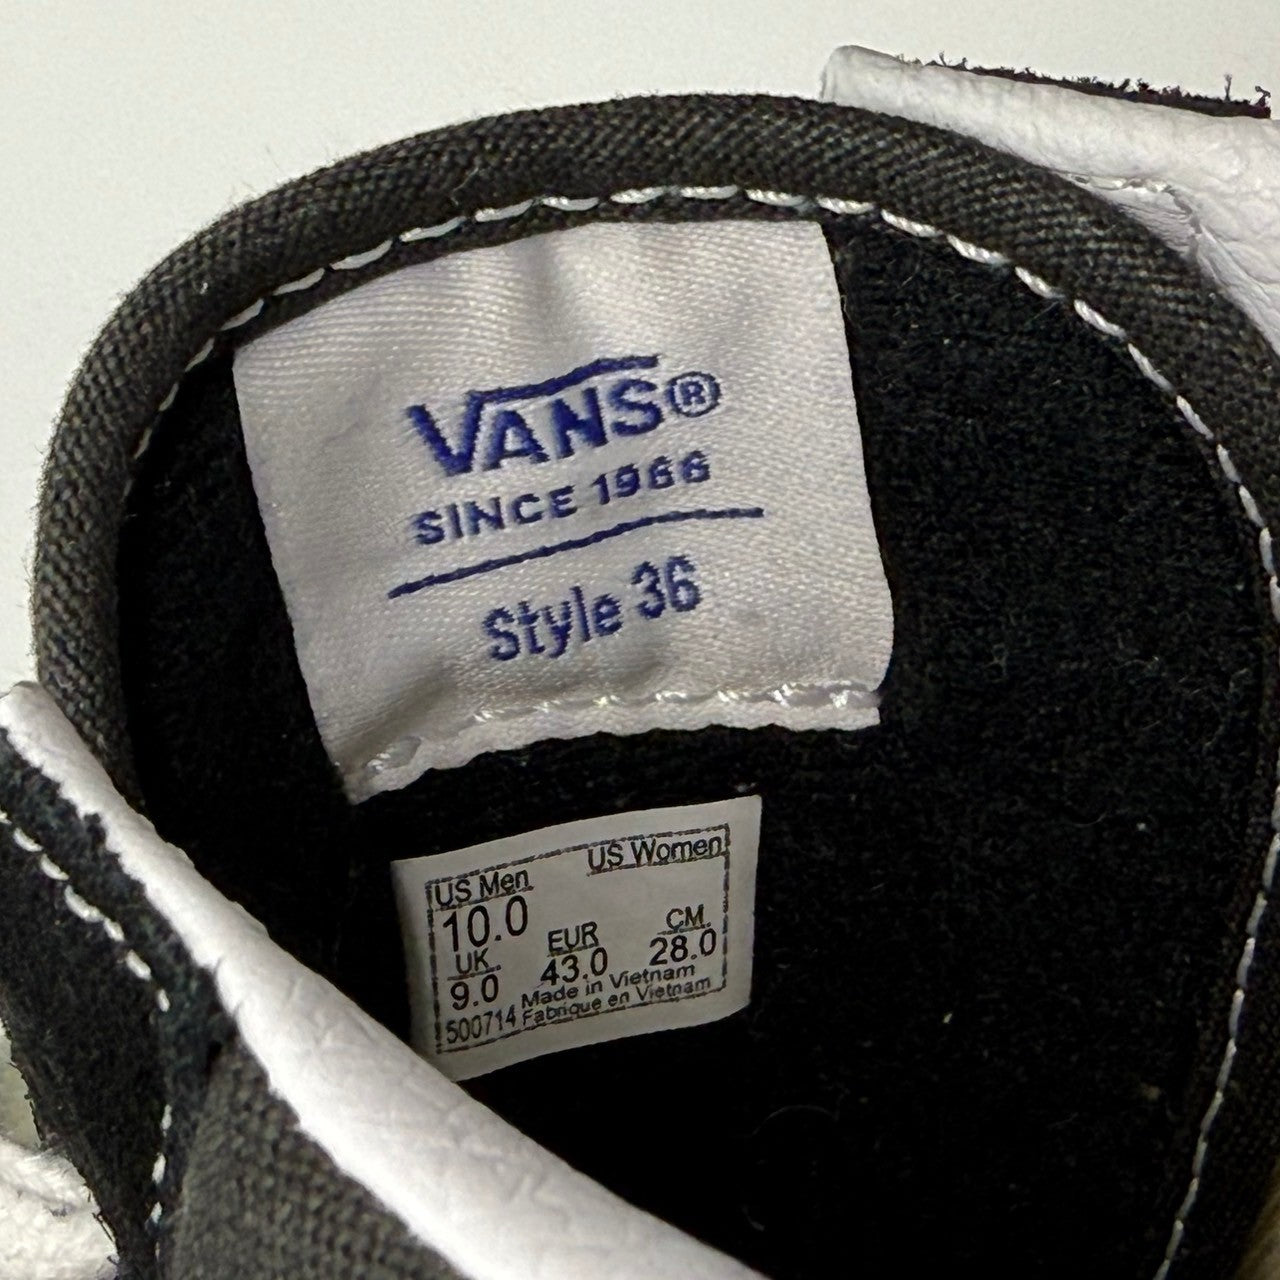 VANS®
SINCE 1966
Style 36
US Men US Women
10.0
UK EUR CM.
9.0 43.0 28.0
Made in Vietnam
500714 Fabrique en Vietnam